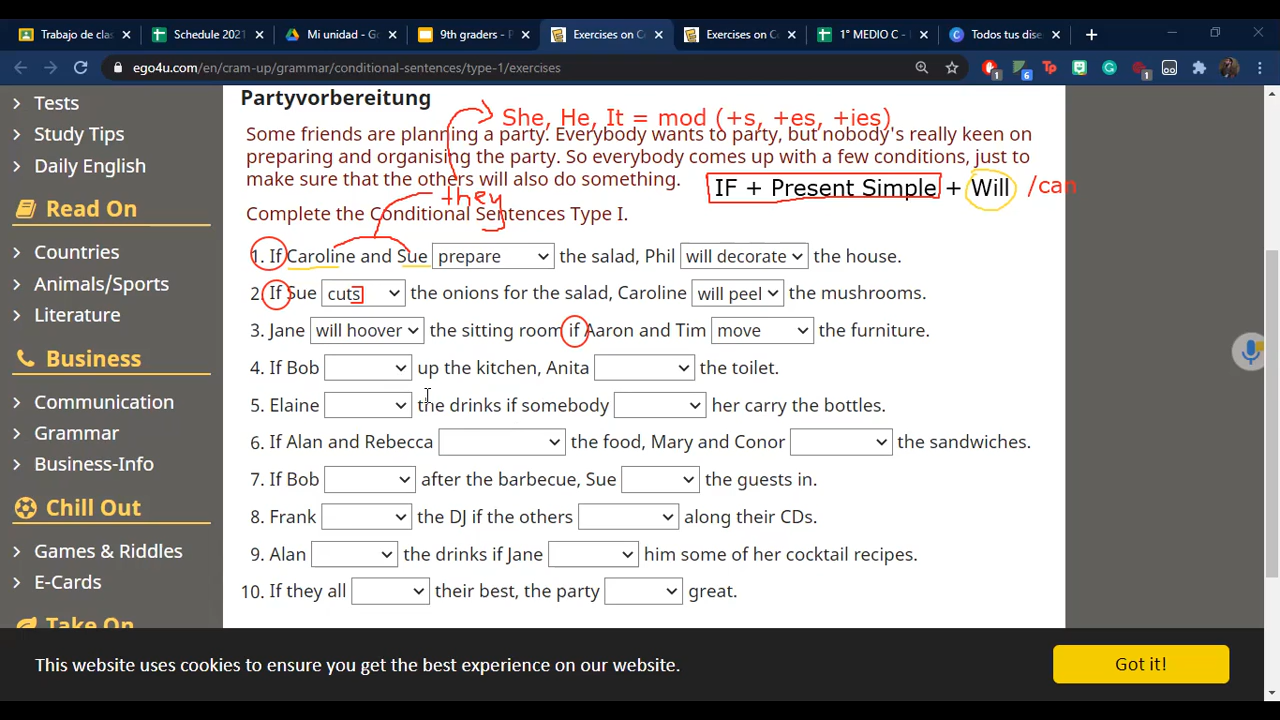 Trabajo de cla
Schedule 2021
Mi unidad - Go
9th graders - P
Exercises on C
Exercises on Co
1° MEDIO C -
Todos tus dise
ego4u.com/en/cram-up/grammar/conditional-sentences/type-1/exercises
Tests
Study Tips
Daily English
Read On
Countries
Animals/Sports
Literature
Business
Communication
Grammar
Business-Info
Chill Out
Games & Riddles
E-Cards
Take On
Partyvorbereitung
She, He, It = mod (+s, +es, +ies)
Some friends are planning a party. Everybody wants to party, but nobody's really keen on
preparing and organising the party. So everybody comes up with a few conditions, just to
make sure that the others will also do something.
IF + Present Simple + Will /can
they
Complete the Conditional Sentences Type I.
1. If Caroline and Sue prepare the salad, Phil will decorate the house.
2. If Sue cuts the onions for the salad, Caroline will peel the mushrooms.
3. Jane will hoover the sitting room if Aaron and Tim move the furniture.
4. If Bob up the kitchen, Anita the toilet.
5. Elaine the drinks if somebody her carry the bottles.
6. If Alan and Rebecca the food, Mary and Conor the sandwiches.
7. If Bob after the barbecue, Sue the guests in.
8. Frank the DJ if the others along their CDs.
9. Alan the drinks if Jane him some of her cocktail recipes.
10. If they all their best, the party great.
This website uses cookies to ensure you get the best experience on our website.
Got it!